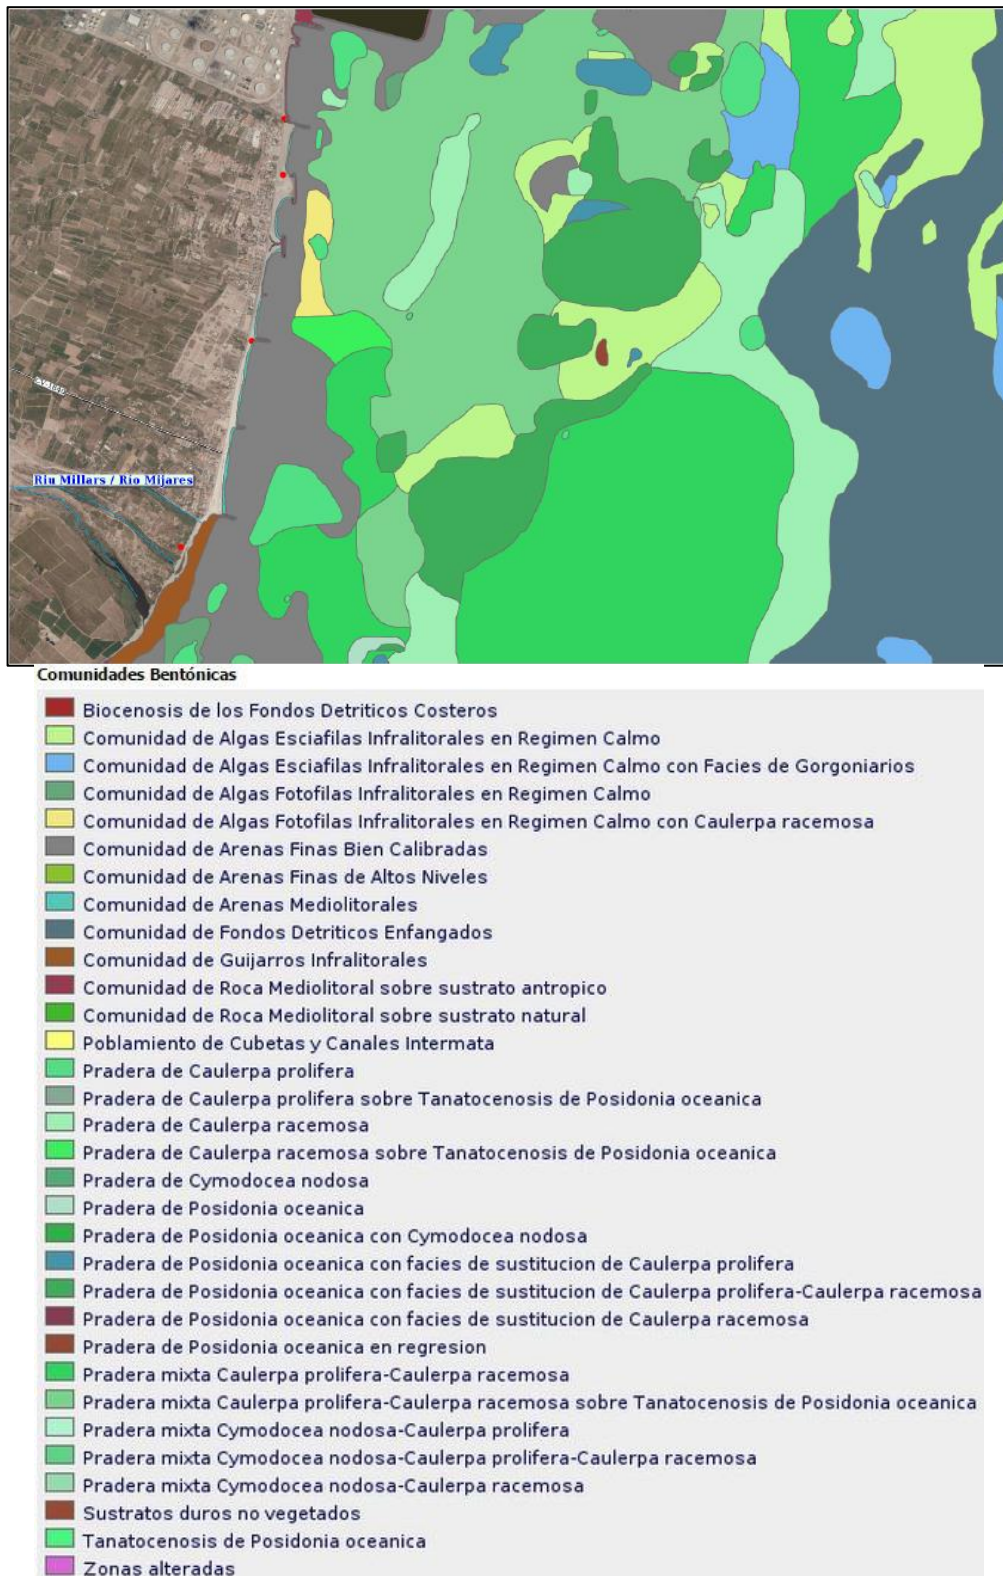 Riu Millars / Río Mijares
Comunidades Bentónicas
Biocenosis de los Fondos Detriticos Costeros
Comunidad de Algas Esciafilas Infralitorales en Regimen Calmo
Comunidad de Algas Esciafilas Infralitorales en Regimen Calmo con Facies de Gorgoniarios
Comunidad de Algas Fotofilas Infralitorales en Regimen Calmo
Comunidad de Algas Fotofilas Infralitorales en Regimen Calmo con Caulerpa racemosa
Comunidad de Arenas Finas Bien Calibradas
Comunidad de Arenas Finas de Altos Niveles
Comunidad de Arenas Mediolitorales
Comunidad de Fondos Detriticos Enfangados
Comunidad de Guijarros Infralitorales
Comunidad de Roca Mediolitoral sobre sustrato antropico
Comunidad de Roca Mediolitoral sobre sustrato natural
Poblamiento de Cubetas y Canales Intermata
Pradera de Caulerpa prolifera
Pradera de Caulerpa prolifera sobre Tanatocenosis de Posidonia oceanica
Pradera de Caulerpa racemosa
Pradera de Caulerpa racemosa sobre Tanatocenosis de Posidonia oceanica
Pradera de Cymodocea nodosa
Pradera de Posidonia oceanica
Pradera de Posidonia oceanica con Cymodocea nodosa
Pradera de Posidonia oceanica con facies de sustitucion de Caulerpa prolifera
Pradera de Posidonia oceanica con facies de sustitucion de Caulerpa prolifera-Caulerpa racemosa
Pradera de Posidonia oceanica con facies de sustitucion de Caulerpa racemosa
Pradera de Posidonia oceanica en regresion
Pradera mixta Caulerpa prolifera-Caulerpa racemosa
Pradera mixta Caulerpa prolifera-Caulerpa racemosa sobre Tanatocenosis de Posidonia oceanica
Pradera mixta Cymodocea nodosa-Caulerpa prolifera
Pradera mixta Cymodocea nodosa-Caulerpa prolifera-Caulerpa racemosa
Pradera mixta Cymodocea nodosa-Caulerpa racemosa
Sustratos duros no vegetados
Tanatocenosis de Posidonia oceanica
Zonas alteradas